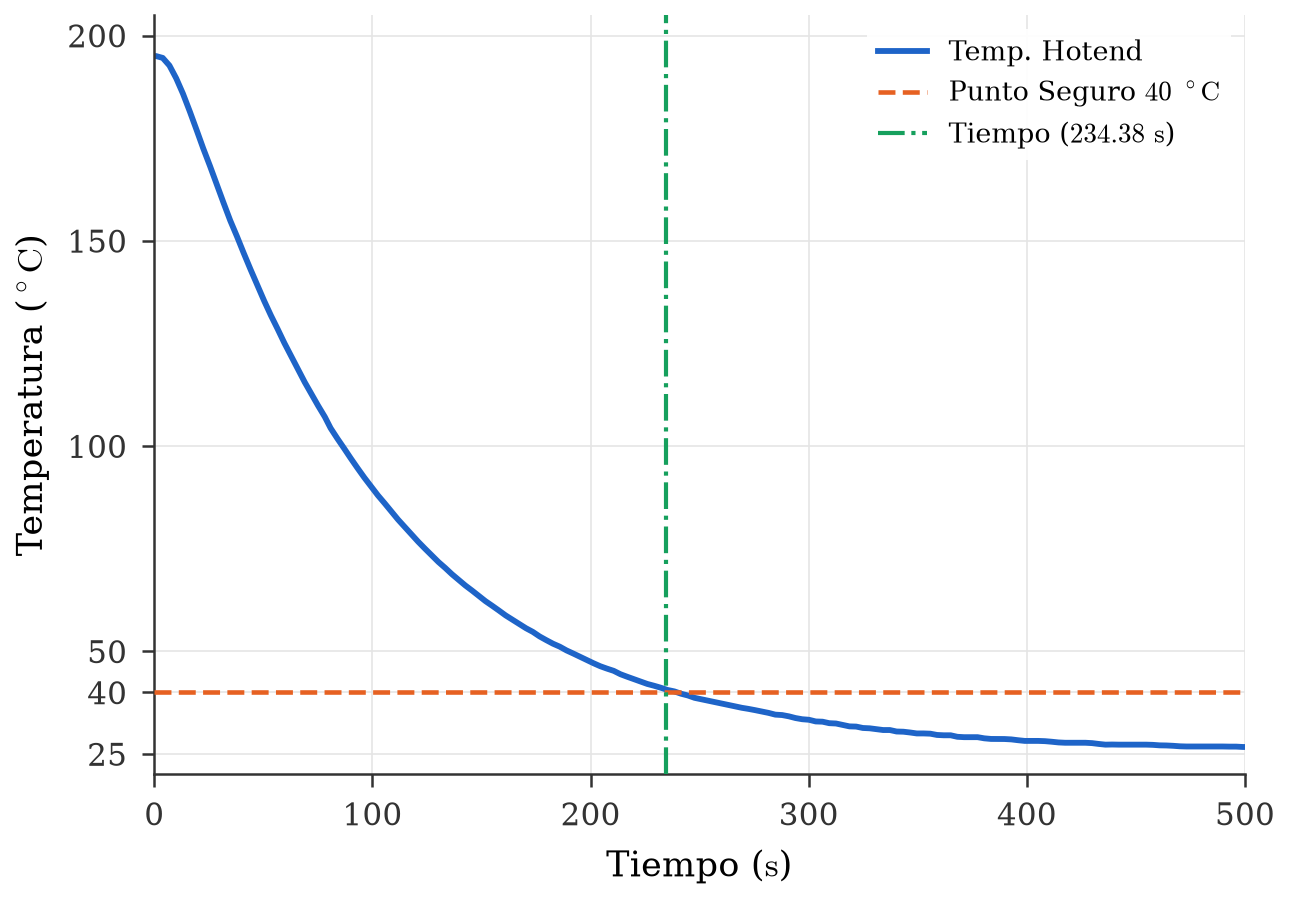 Temp. Hotend
Punto Seguro 40 °C
Tiempo (234.38 s)
Temperatura (°C)
200
150
100
50
40
25
0 100 200 300 400 500
Tiempo (s)